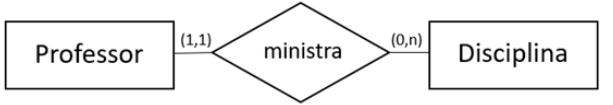 Professor (1,1) ministra (0,n) Disciplina